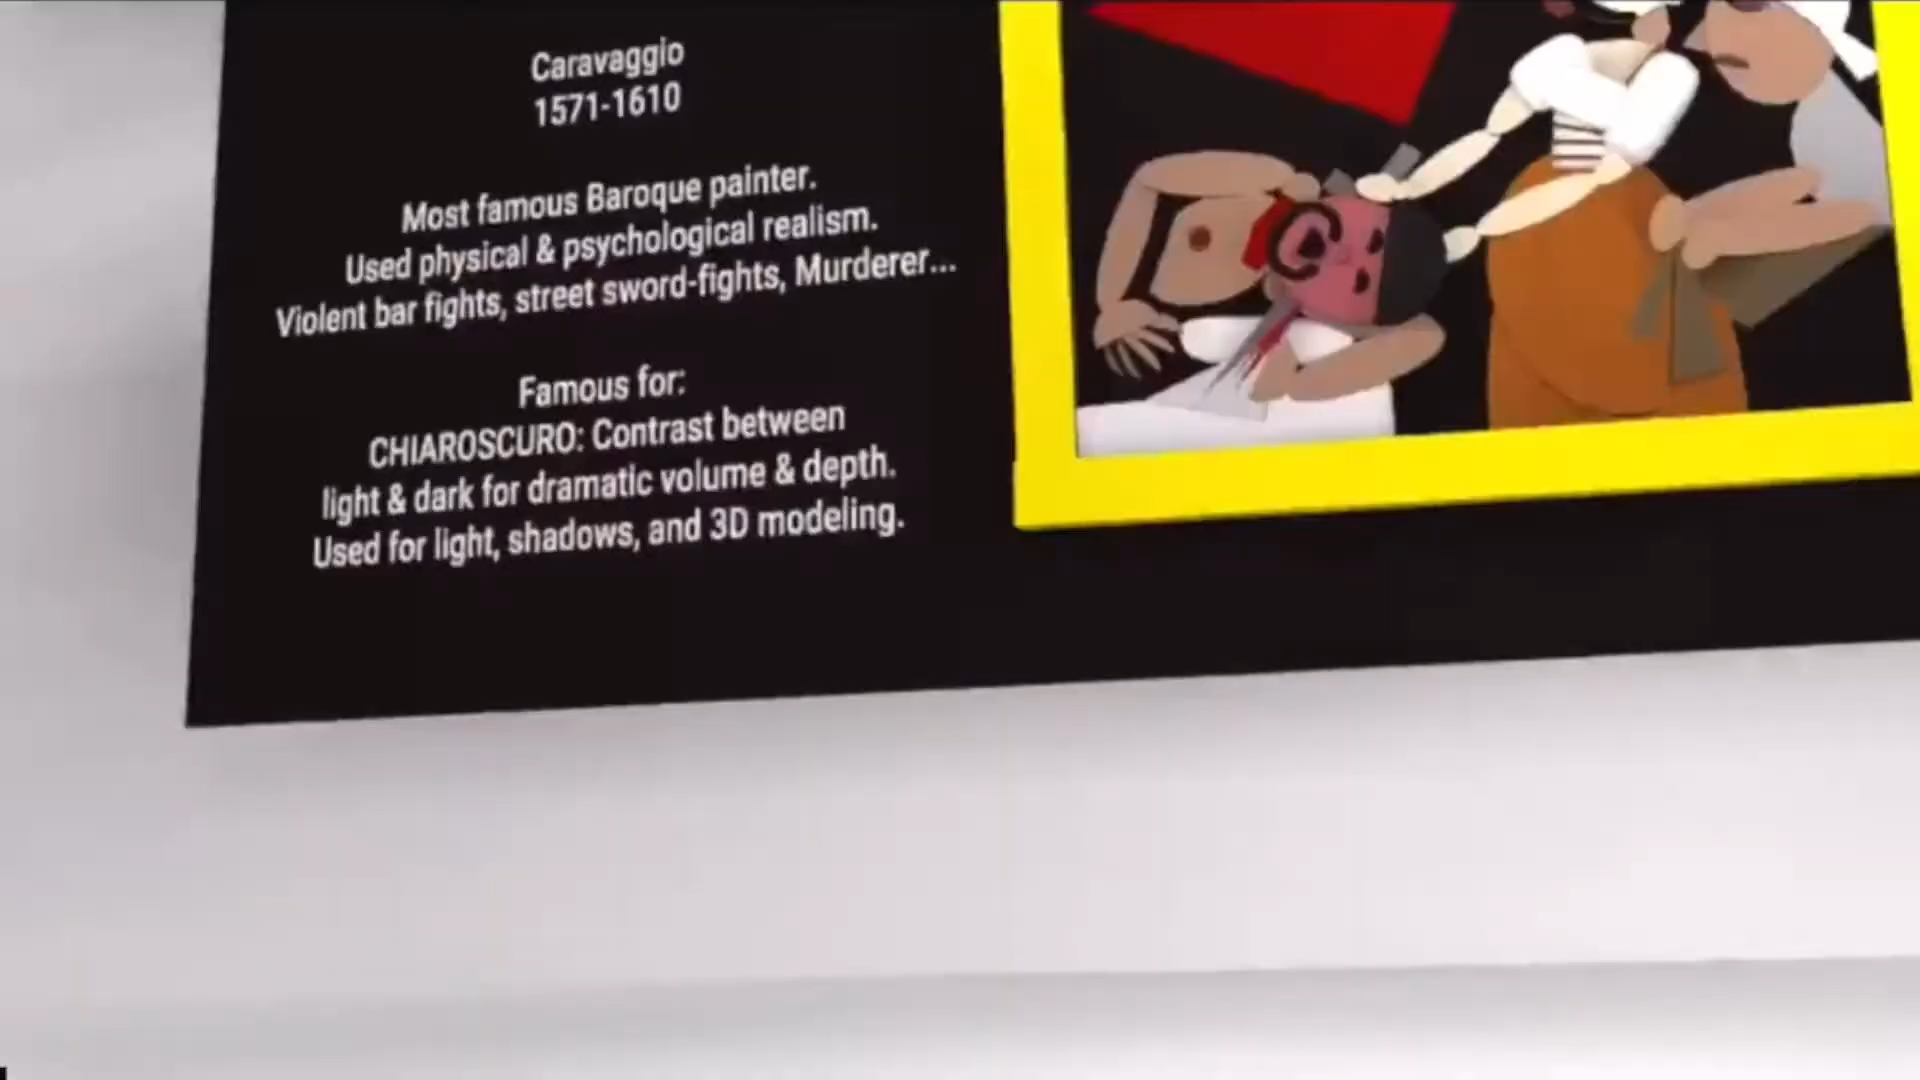 Caravaggio
1571-1610
Most famous Baroque painter.
Used physical & psychological realism.
Violent bar fights, street sword-fights, Murderer...
Famous for:
CHIAROSCURO: Contrast between
light & dark for dramatic volume & depth.
Used for light, shadows, and 3D modeling.